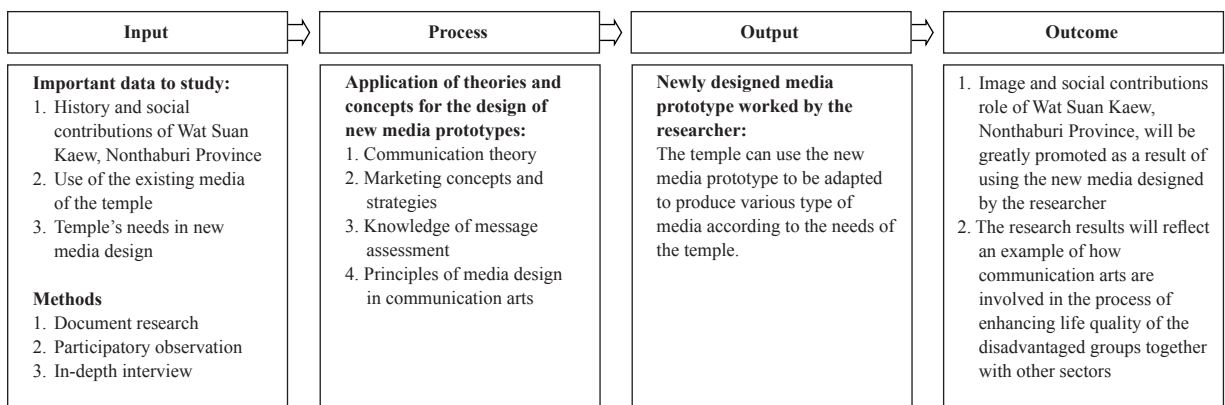 Input
Process
Output
Outcome
Important data to study:
1. History and social
contributions of Wat Suan
Kaew, Nonthaburi Province
2. Use of the existing media
of the temple
3. Temple's needs in new
media design
Methods
1. Document research
2. Participatory observation
3. In-depth interview
Application of theories and
concepts for the design of
new media prototypes:
1. Communication theory
2. Marketing concepts and
strategies
3. Knowledge of message
assessment
4. Principles of media design
in communication arts
Newly designed media
prototype worked by the
researcher:
The temple can use the new
media prototype to be adapted
to produce various type of
media according to the needs of
the temple.
1. Image and social contributions
role of Wat Suan Kaew,
Nonthaburi Province, will be
greatly promoted as a result of
using the new media designed
by the researcher
2. The research results will reflect
an example of how
communication arts are
involved in the process of
enhancing life quality of the
disadvantaged groups together
with other sectors